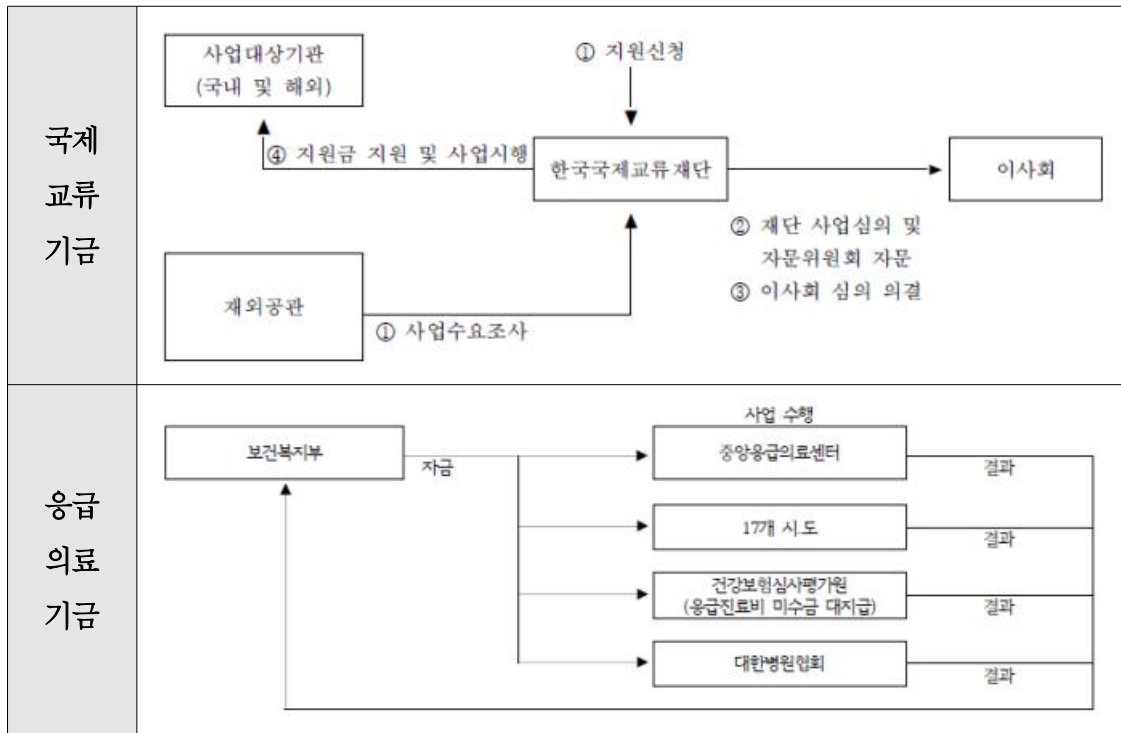 국제
교류
기금
사업대상기관
(국내 및 해외)
① 지원신청
④ 지원금 지원 및 사업시행
한국국제교류재단
이사회
② 재단 사업심의 및
자문위원회 자문
③ 이사회 심의 의결
재외공관
① 사업수요조사
응급
의료
기금
사업 수행
보건복지부
자금
중앙응급의료센터
결과
17개 시.도
결과
건강보험심사평가원
(응급진료비 미수금 대지급)
결과
대한병원협회
결과